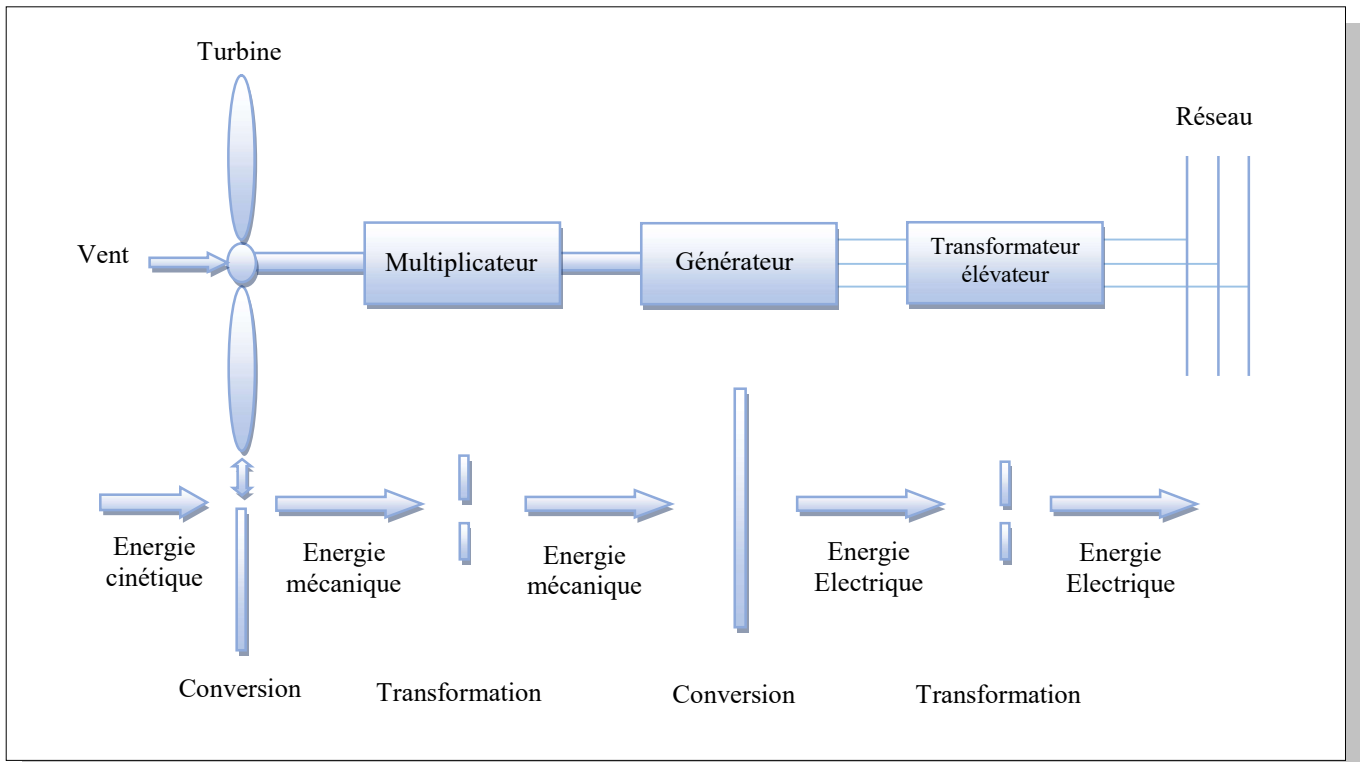 Turbine
Réseau
Vent
Multiplicateur
Générateur
Transformateur
élévateur
Energie
cinétique
Energie
mécanique
Energie
mécanique
Energie
Electrique
Energie
Electrique
Conversion
Transformation
Conversion
Transformation